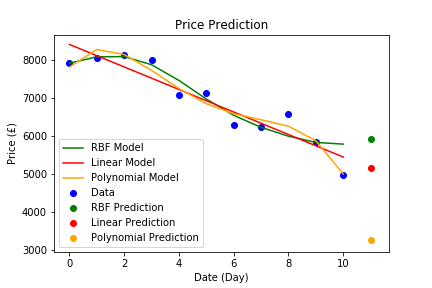 Price Prediction
8000
7000
6000
5000
4000
3000
Price (£)
RBF Model
Linear Model
Polynomial Model
Data
RBF Prediction
Linear Prediction
Polynomial Prediction
0 2 4 6 8 10
Date (Day)